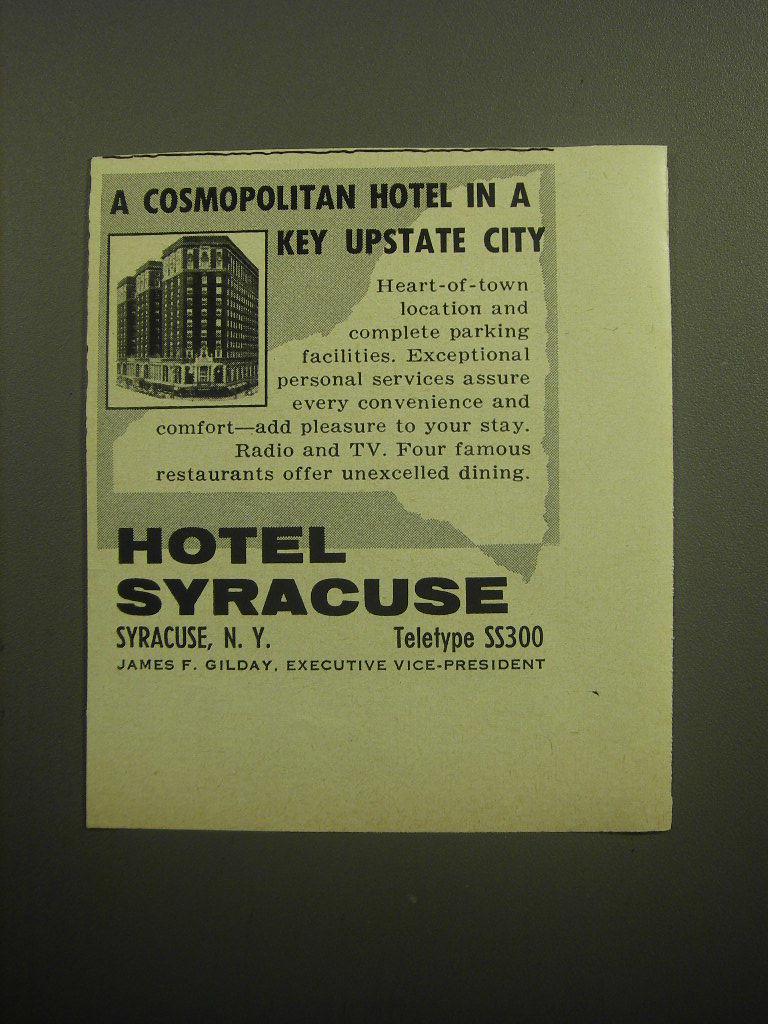 A COSMOPOLITAN HOTEL IN A
KEY UPSTATE CITY
Heart-of-town
location and
complete parking
facilities. Exceptional
personal services assure
every convenience and
comfort—add pleasure to your stay.
Radio and TV. Four famous
restaurants offer unexcelled dining.
HOTEL
SYRACUSE
SYRACUSE, N. Y. Teletype SS300
JAMES F. GILDAY, EXECUTIVE VICE-PRESIDENT